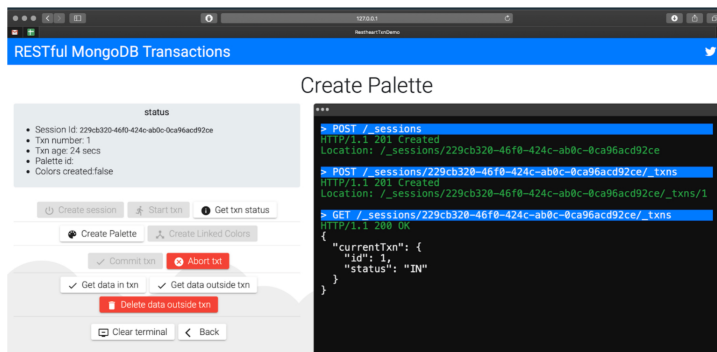 127.0.0.1
RestheartTxnDemo
RESTful MongoDB Transactions
Create Palette
status
Session Id: 229cb320-46f0-424c-ab0c-0ca96acd92ce
Txn number: 1
Txn age: 24 secs
Palette id:
Colors created:false
Create session
Start txn
Get txn status
Create Palette
Create Linked Colors
Commit txn
Abort txt
Get data in txn
Get data outside txn
Delete data outside txn
Clear terminal
Back
> POST /_sessions
HTTP/1.1 201 Created
Location: /_sessions/229cb320-46f0-424c-ab0c-0ca96acd92ce
> POST /_sessions/229cb320-46f0-424c-ab0c-0ca96acd92ce/_txns
HTTP/1.1 201 Created
Location: /_sessions/229cb320-46f0-424c-ab0c-0ca96acd92ce/_txns/1
> GET /_sessions/229cb320-46f0-424c-ab0c-0ca96acd92ce/_txns
HTTP/1.1 200 OK
{
"currentTxn": {
"id": 1,
"status": "IN"
}
}